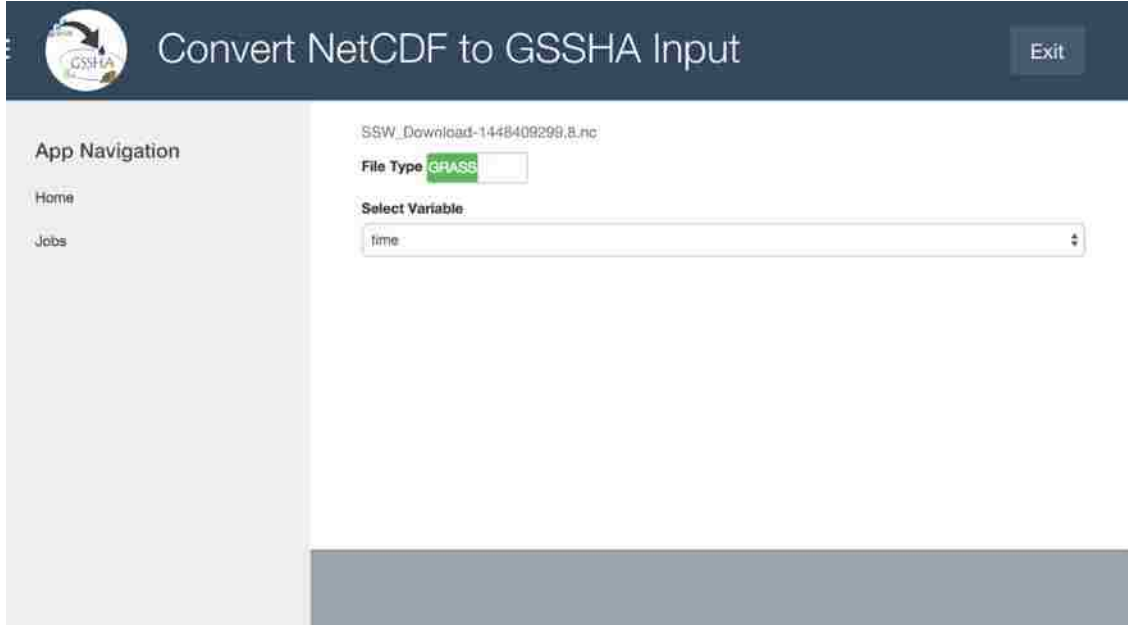 GSSHA
Convert NetCDF to GSSHA Input
Exit
App Navigation
Home
Jobs
SSW_Download-1448409299.8.nc
File Type GRASS
Select Variable
time